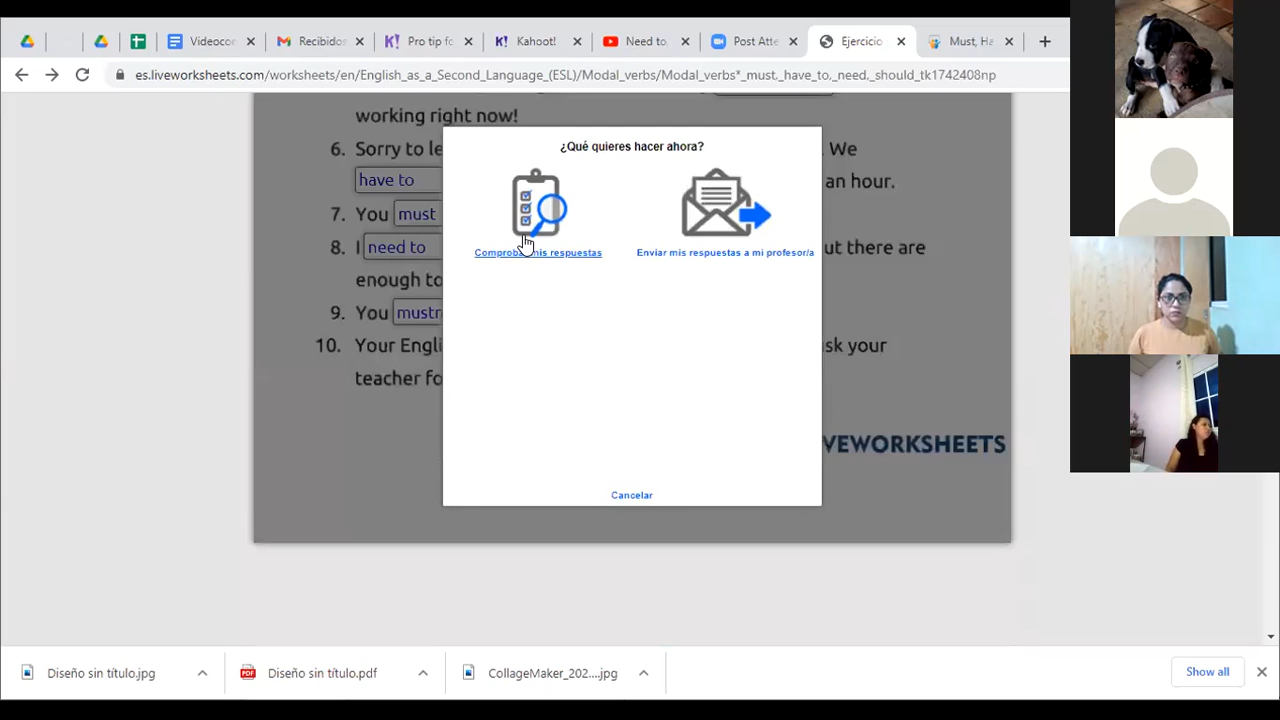 Videocor
Recibidos
Pro tip fo
Kahoot!
Need to,
Post Atte
Ejercicio
Must, Ha
es.liveworksheets.com/worksheets/en/English_as_a_Second_Language_(ESL)/Modal_verbs/Modal_verbs*_must,_have_to,_need,_should_tk1742408np
working right now!
6. Sorry to le We
have to an hour.
7. You must
8. I need to ut there are
enough to
9. You mustn
10. Your Engli sk your
teacher fo
¿Qué quieres hacer ahora?
Comprobar mis respuestas
Enviar mis respuestas a mi profesor/a
Cancelar
VEWORKSHEETS
Diseño sin título.jpg
Diseño sin título.pdf
CollageMaker_202....jpg
Show all